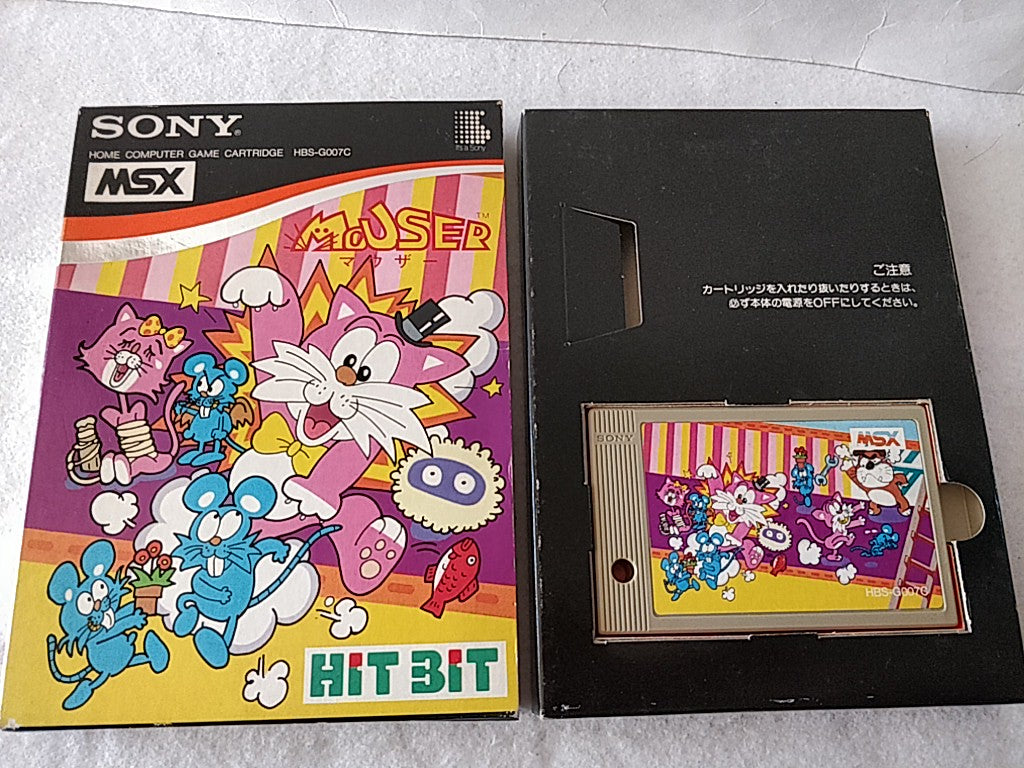 SONY®
It's a Sony
HOME COMPUTER GAME CARTRIDGE HBS-G007C
MSX
MOUSER™
マウザー
HiT BiT
ご注意
カートリッジを入れたり抜いたりするときは、
必ず本体の電源をOFFにしてください。
SONY
MSX
HBS-G007C